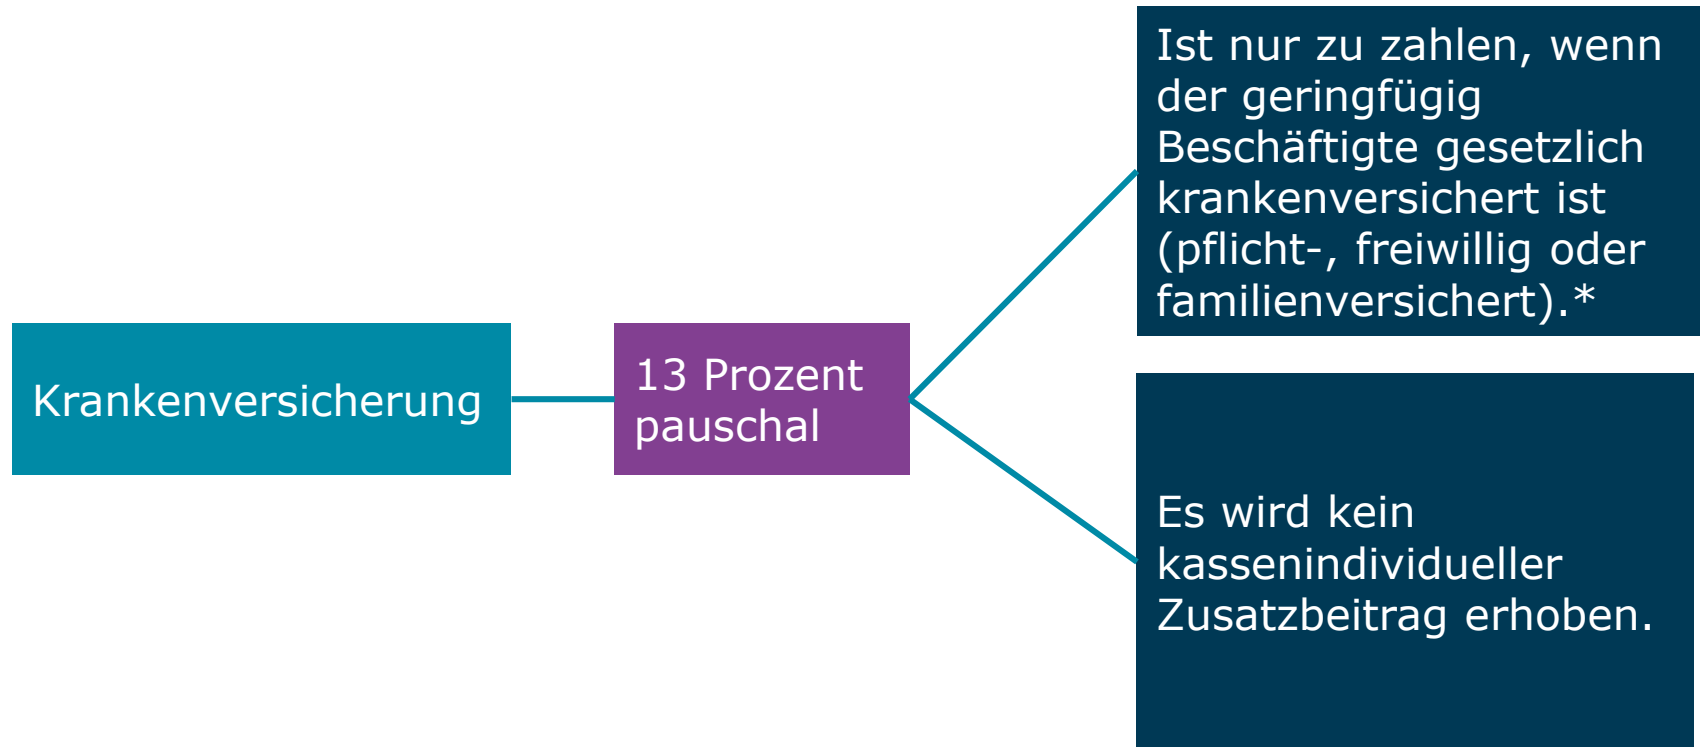 Krankenversicherung
13 Prozent
pauschal
Ist nur zu zahlen, wenn
der geringfügig
Beschäftigte gesetzlich
krankenversichert ist
(pflicht-, freiwillig oder
familienversichert).*
Es wird kein
kassenindividueller
Zusatzbeitrag erhoben.